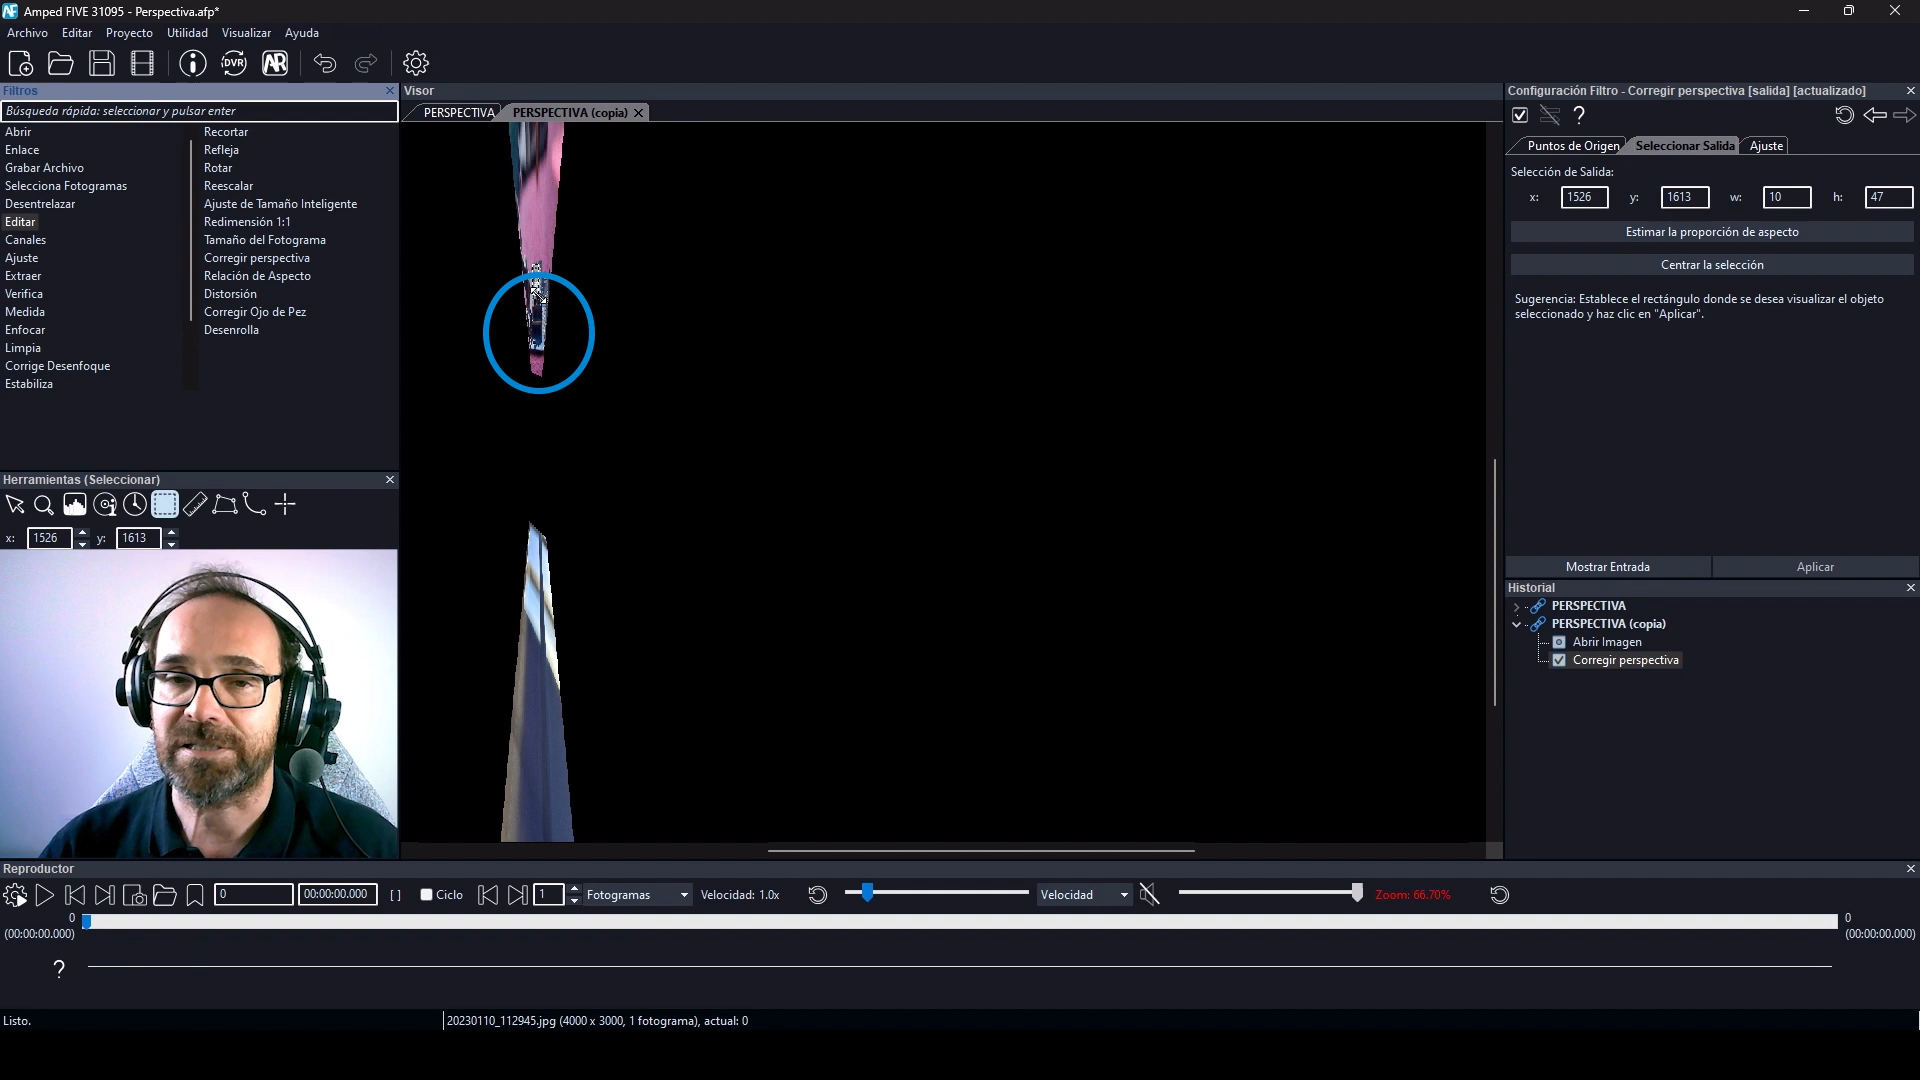 Amped FIVE 31095 - Perspectiva.afp*
Archivo Editar Proyecto Utilidad Visualizar Ayuda
DVR
AR
Filtros
Búsqueda rápida: seleccionar y pulsar enter
Abrir
Enlace
Grabar Archivo
Selecciona Fotogramas
Desentrelazar
Editar
Canales
Ajuste
Extraer
Verifica
Medida
Enfocar
Limpia
Corrige Desenfoque
Estabiliza
Recortar
Refleja
Rotar
Reescalar
Ajuste de Tamaño Inteligente
Redimensión 1:1
Tamaño del Fotograma
Corregir perspectiva
Relación de Aspecto
Distorsión
Corregir Ojo de Pez
Desenrolla
Herramientas (Seleccionar)
x: 1526 y: 1613
Visor
PERSPECTIVA PERSPECTIVA (copia)
Configuración Filtro - Corregir perspectiva [salida] [actualizado]
?
Puntos de Origen Seleccionar Salida Ajuste
Selección de Salida:
x: 1526 y: 1613 w: 10 h: 47
Estimar la proporción de aspecto
Centrar la selección
Sugerencia: Establece el rectángulo donde se desea visualizar el objeto
seleccionado y haz clic en "Aplicar".
Mostrar Entrada Aplicar
Historial
PERSPECTIVA
PERSPECTIVA (copia)
Abrir Imagen
Corregir perspectiva
Reproductor
0 00:00:00.000 [ ] Ciclo 1 Fotogramas Velocidad: 1.0x Velocidad Zoom: 66.70%
0 0
(00:00:00.000) (00:00:00.000)
?
Listo. 20230110_112945.jpg (4000 x 3000, 1 fotograma), actual: 0